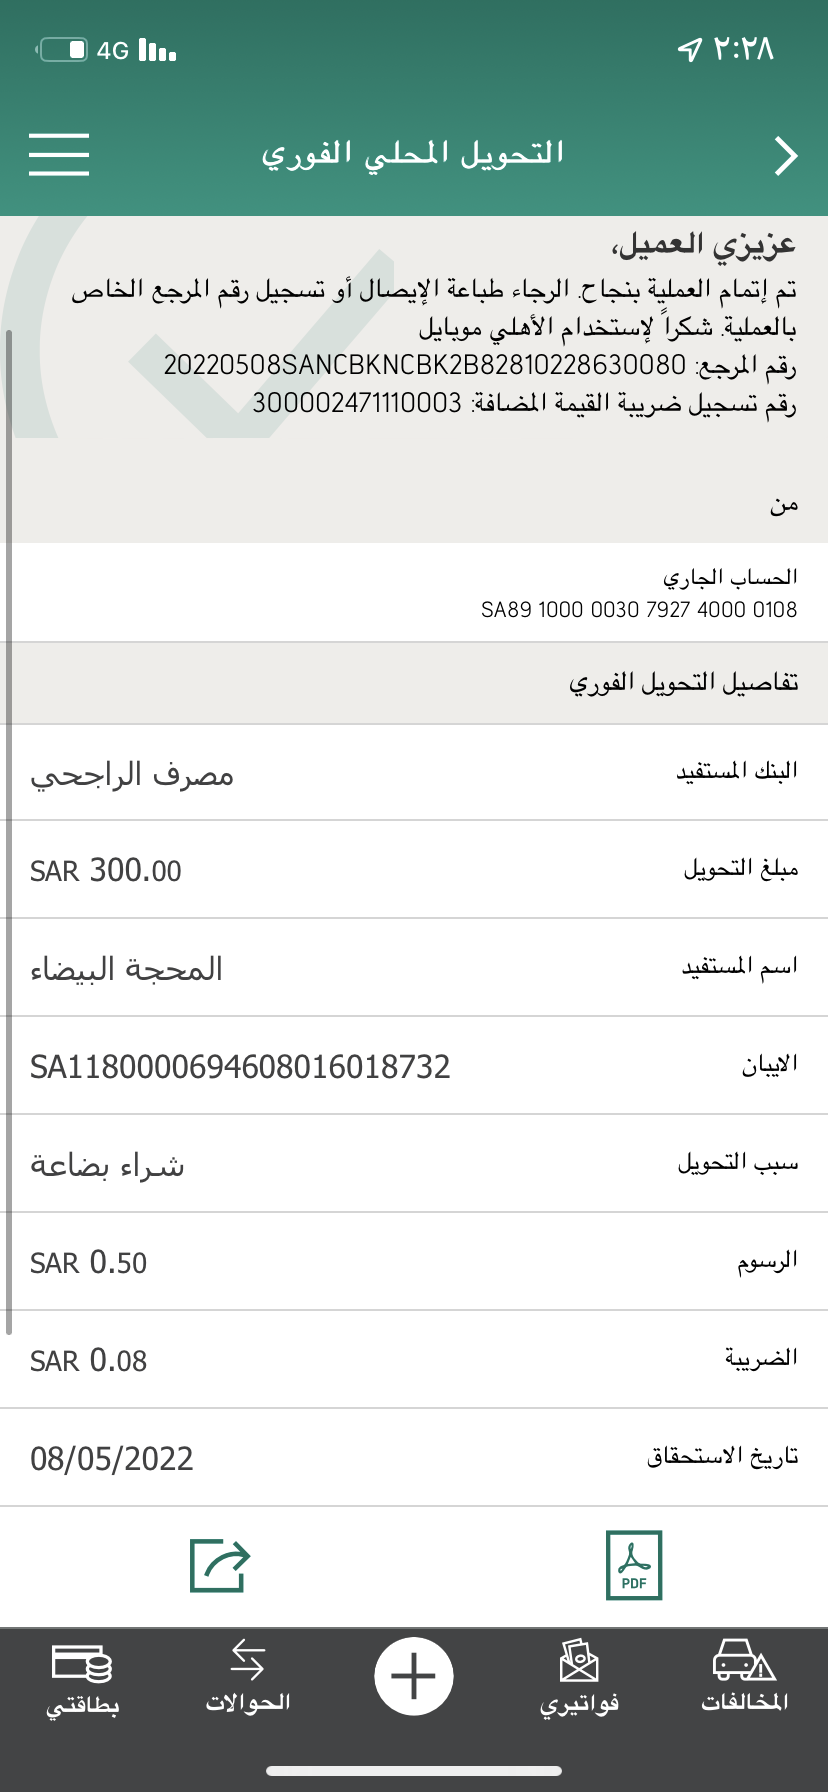 ٢:٢٨
4G
التحويل المحلي الفوري
عزيزي العميل،
تم إتمام العملية بنجاح. الرجاء طباعة الإيصال أو تسجيل رقم المرجع الخاص
بالعملية. شكراً لإستخدام الأهلي موبايل
رقم المرجع: 20220508SANCBKNCBK2B82810228630080
رقم تسجيل ضريبة القيمة المضافة: 300002471110003
من
الحساب الجاري
SA89 1000 0030 7927 4000 0108
تفاصيل التحويل الفوري
البنك المستفيد مصرف الراجحي
مبلغ التحويل SAR 300.00
اسم المستفيد المحجة البيضاء
الايبان SA1180000694608016018732
سبب التحويل شراء بضاعة
الرسوم SAR 0.50
الضريبة SAR 0.08
تاريخ الاستحقاق 08/05/2022
PDF
المخالفات
فواتيري
الحوالات
بطاقتي